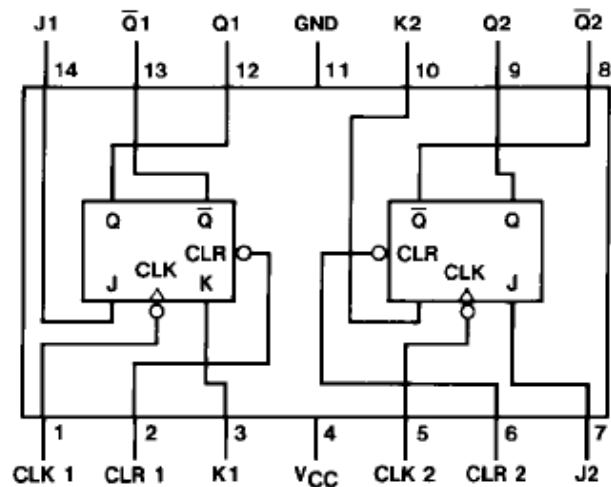 J1 Q̅1 Q1 GND K2 Q2 Q̅2
14 13 12 11 10 9 8
Q Q̅ Q̅ Q
CLR CLR
CLK CLK
J K J
1 2 3 4 5 6 7
CLK 1 CLR 1 K1 VCC CLK 2 CLR 2 J2